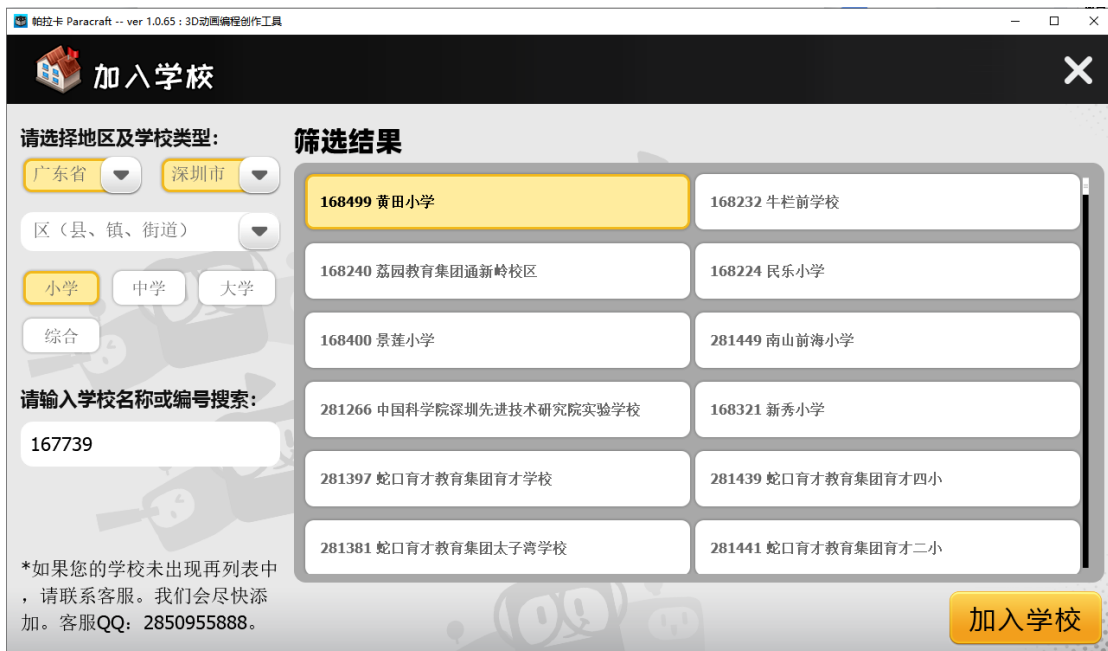 帕拉卡 Paracraft -- ver 1.0.65 : 3D动画编程创作工具
加入学校
请选择地区及学校类型：
广东省
深圳市
区（县、镇、街道）
小学
中学
大学
综合
请输入学校名称或编号搜索：
167739
*如果您的学校未出现再列表中
，请联系客服。我们会尽快添
加。客服QQ：2850955888。
筛选结果
168499 黄田小学
168232 牛栏前学校
168240 荔园教育集团通新岭校区
168224 民乐小学
168400 景莲小学
281449 南山前海小学
281266 中国科学院深圳先进技术研究院实验学校
168321 新秀小学
281397 蛇口育才教育集团育才学校
281439 蛇口育才教育集团育才四小
281381 蛇口育才教育集团太子湾学校
281441 蛇口育才教育集团育才二小
加入学校